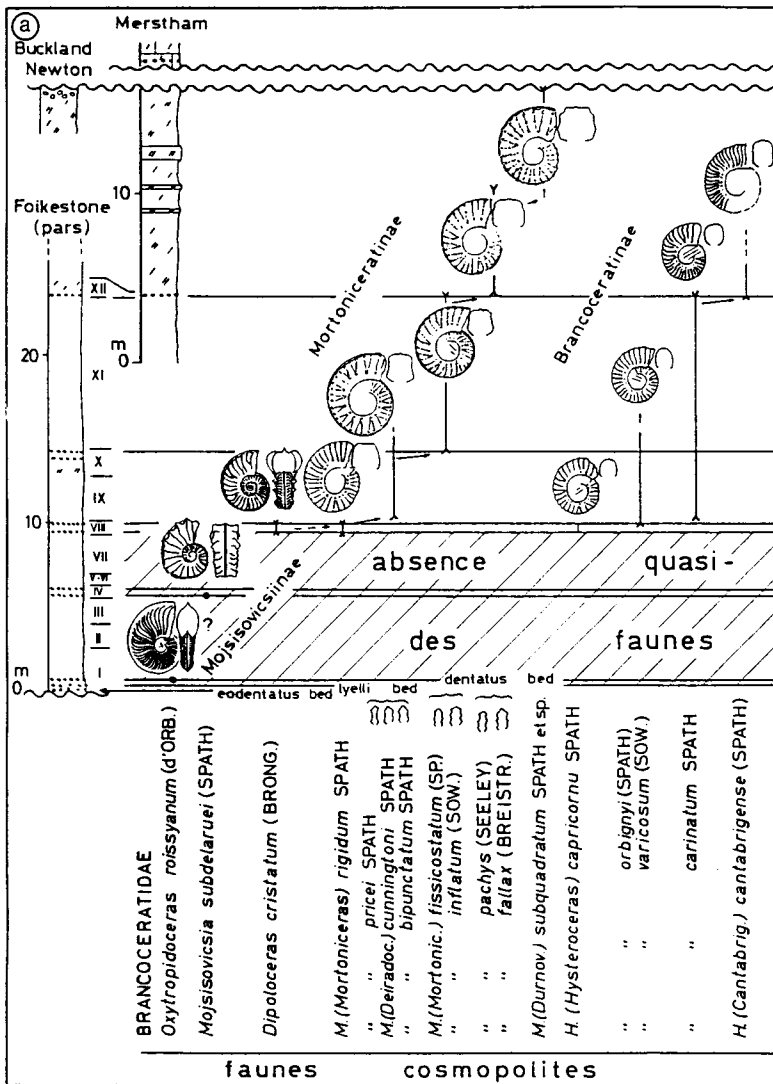 a
Merstham
Buckland
Newton
10
Foikestone
(pars)
XII
m
0
20
XI
X
IX
10
VIII
VII
V-VI
IV
III
II
I
m
0
Mortoniceratinae
Brancoceratinae
Mojsisovicsiinae
?
absence quasi-
des faunes
eodentatus bed
lyelli bed
dentatus bed
BRANCOCERATIDAE
Oxytropidoceras roissyanum (d'ORB.)
Mojsisovicsia subdelaruei (SPATH)
Dipoloceras cristatum (BRONG.)
M. (Mortoniceras) rigidum SPATH
" " pricei SPATH
M.(Deiradoc.) cunningtoni SPATH
" " bipunctatum SPATH
M.(Mortonic.) fissicostatum (SP.)
" " inflatum (SOW.)
" " pachys (SEELEY)
" " fallax (BREISTR.)
M.(Durnov.) subquadratum SPATH et sp.
H. (Hysteroceras) capricornu SPATH
" " orbignyi (SPATH)
" " varicosum (SOW.)
" " carinatum SPATH
H. (Cantabrig.) cantabrigense (SPATH)
faunes cosmopolites